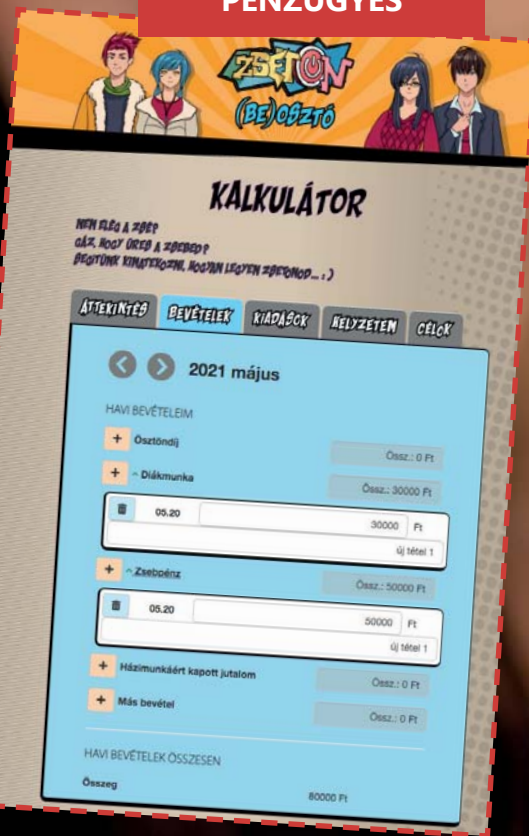 PÉNZÜGYES
ZSETON
(BE)OSZTÓ
KALKULÁTOR
NEM ELÉG A ZSÉ?
GÁZ, HOGY ÜRES A ZSEBED?
SEGÍTÜNK KIMATEKOZNI, HOGYAN LEGYEN ZSETONOD... :)
ÁTTEKINTÉS BEVÉTELEK KIADÁSOK HELYZETEM CÉLOK
2021 május
HAVI BEVÉTELEIM
+ Ösztöndíj Össz.: 0 Ft
+ ^ Diákmunka Össz.: 30000 Ft
05.20 30000 Ft
új tétel 1
+ ^ Zsebpénz Össz.: 50000 Ft
05.20 50000 Ft
új tétel 1
+ Házimunkáért kapott jutalom Össz.: 0 Ft
+ Más bevétel Össz.: 0 Ft
HAVI BEVÉTELEK ÖSSZESEN
Összeg 80000 Ft